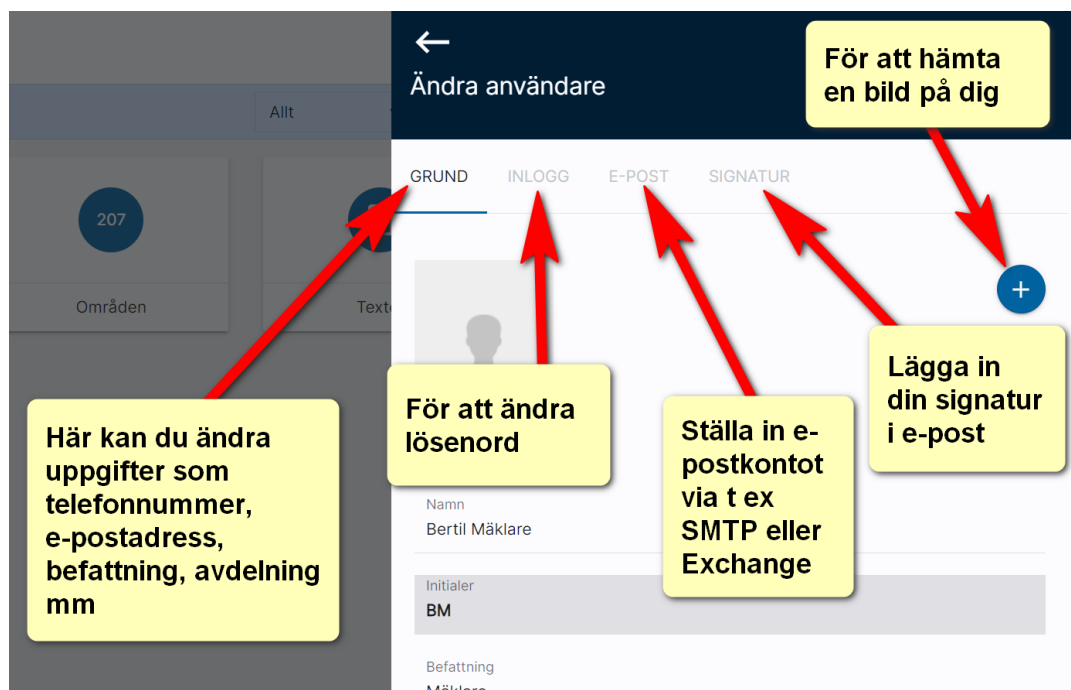 Ändra användare
För att hämta
en bild på dig
Allt
GRUND
INLOGG
E-POST
SIGNATUR
207
+
Områden
Text
Lägga in
din signatur
i e-post
För att ändra
lösenord
Här kan du ändra
uppgifter som
telefonnummer,
e-postadress,
befattning, avdelning
mm
Ställa in e-
postkontot
via t ex
SMTP eller
Exchange
Namn
Bertil Mäklare
Initialer
BM
Befattning
Mäklare